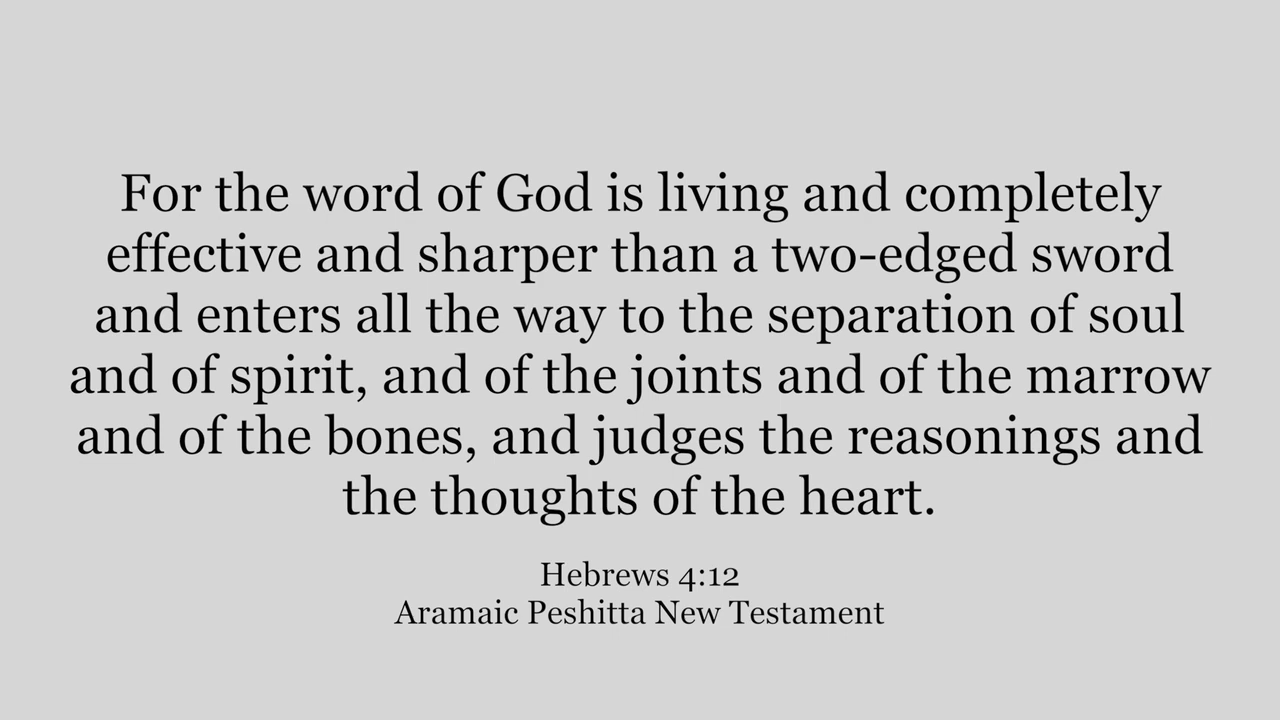 For the word of God is living and completely
effective and sharper than a two-edged sword
and enters all the way to the separation of soul
and of spirit, and of the joints and of the marrow
and of the bones, and judges the reasonings and
the thoughts of the heart.
Hebrews 4:12
Aramaic Peshitta New Testament